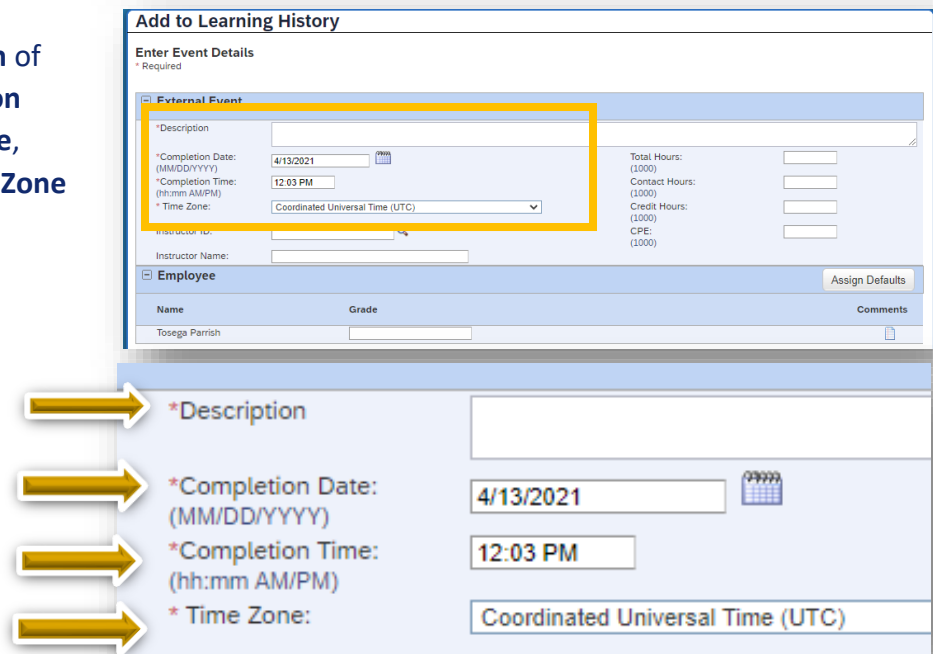 n of
on
e,
Zone
Add to Learning History
Enter Event Details
* Required
External Event
*Description
*Completion Date:
(MM/DD/YYYY)
4/13/2021
*Completion Time:
(hh:mm AM/PM)
12:03 PM
* Time Zone:
Coordinated Universal Time (UTC)
Instructor ID:
Instructor Name:
Total Hours:
(1000)
Contact Hours:
(1000)
Credit Hours:
(1000)
CPE:
(1000)
Employee
Assign Defaults
Name Grade Comments
Tosega Parrish
*Description
*Completion Date:
(MM/DD/YYYY)
4/13/2021
*Completion Time:
(hh:mm AM/PM)
12:03 PM
* Time Zone:
Coordinated Universal Time (UTC)